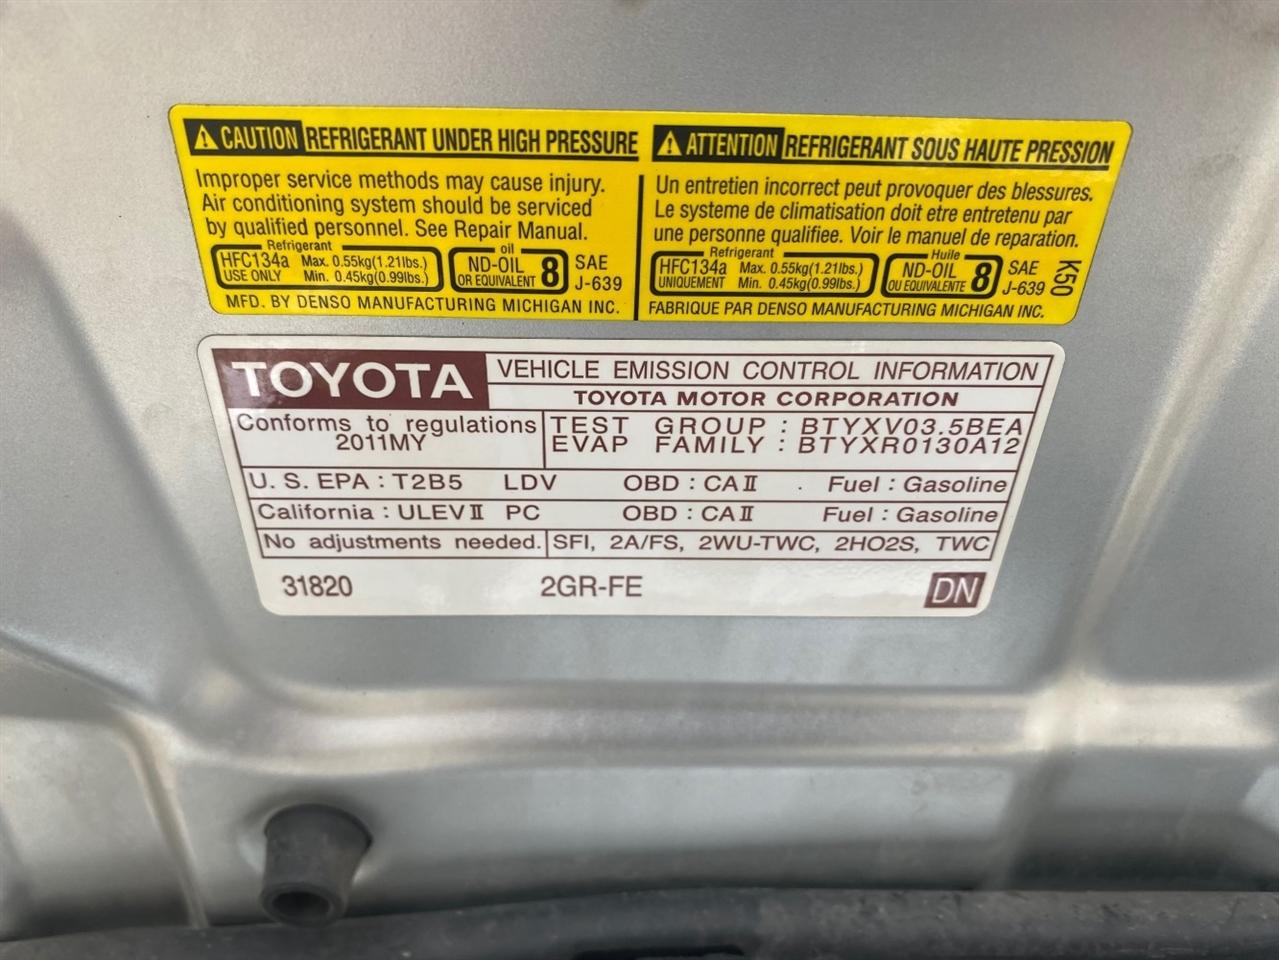 ⚠ CAUTION REFRIGERANT UNDER HIGH PRESSURE
Improper service methods may cause injury.
Air conditioning system should be serviced
by qualified personnel. See Repair Manual.
Refrigerant
HFC134a Max. 0.55kg(1.21lbs.)
USE ONLY Min. 0.45kg(0.99lbs.)
oil
ND-OIL 8
OR EQUIVALENT
SAE
J-639
MFD. BY DENSO MANUFACTURING MICHIGAN INC.
⚠ ATTENTION REFRIGERANT SOUS HAUTE PRESSION
Un entretien incorrect peut provoquer des blessures.
Le systeme de climatisation doit etre entretenu par
une personne qualifiee. Voir le manuel de reparation.
Refrigerant
HFC134a Max. 0.55kg(1.21lbs.)
UNIQUEMENT Min. 0.45kg(0.99lbs.)
Huile
ND-OIL 8
OU EQUIVALENTE
SAE
J-639
K50
FABRIQUE PAR DENSO MANUFACTURING MICHIGAN INC.
TOYOTA
VEHICLE EMISSION CONTROL INFORMATION
TOYOTA MOTOR CORPORATION
Conforms to regulations
2011MY
TEST GROUP : BTYXV03.5BEA
EVAP FAMILY : BTYXR0130A12
U. S. EPA : T2B5 LDV OBD : CAⅡ . Fuel : Gasoline
California : ULEVⅡ PC OBD : CAⅡ Fuel : Gasoline
No adjustments needed. SFI, 2A/FS, 2WU-TWC, 2HO2S, TWC
31820 2GR-FE DN